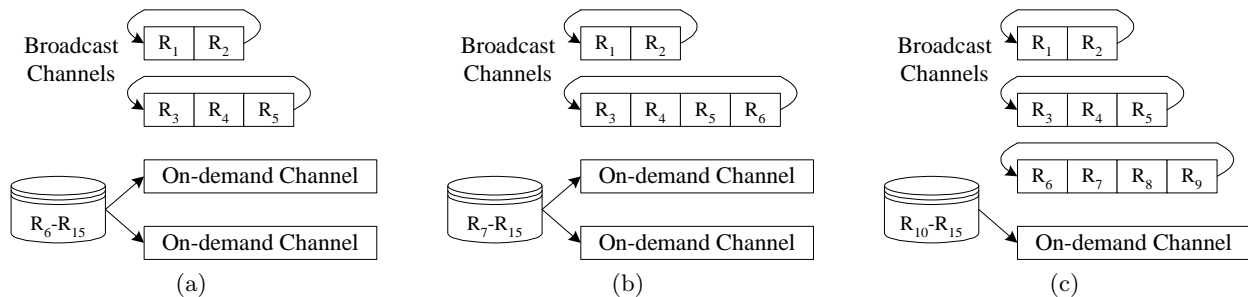 Broadcast
Channels
R1 R2
R3 R4 R5
On-demand Channel
R6-R15
On-demand Channel
(a)
Broadcast
Channels
R1 R2
R3 R4 R5 R6
On-demand Channel
R7-R15
On-demand Channel
(b)
Broadcast
Channels
R1 R2
R3 R4 R5
R6 R7 R8 R9
R10-R15
On-demand Channel
(c)